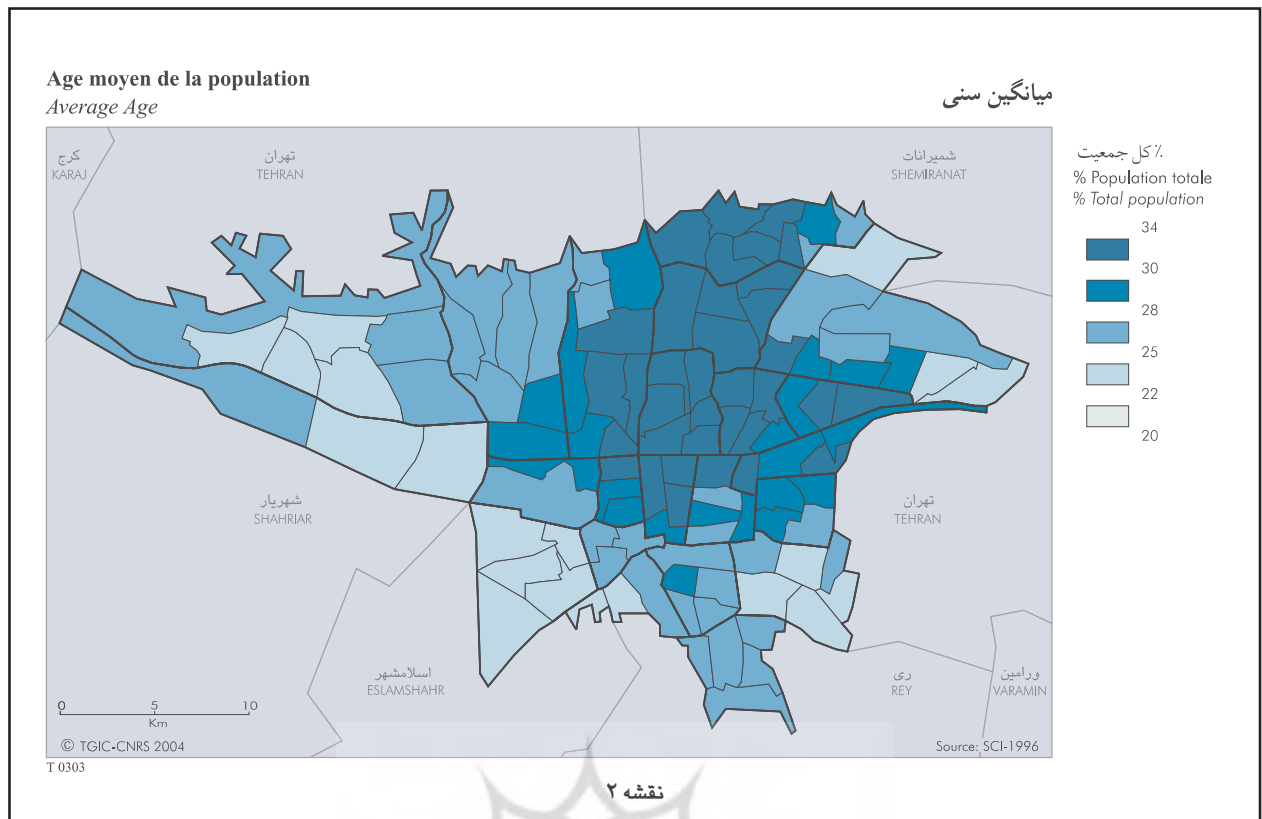 Age moyen de la population
Average Age
میانگین سنی
کرج
KARAJ
تهران
TEHRAN
شمیرانات
SHEMIRANAT
٪ کل جمعیت
% Population totale
% Total population
34
30
28
25
22
20
شهریار
SHAHRIAR
تهران
TEHRAN
اسلامشهر
ESLAMSHAHR
ری
REY
ورامین
VARAMIN
0 5 10
Km
© TGIC-CNRS 2004
Source: SCI-1996
T 0303
نقشه ۲